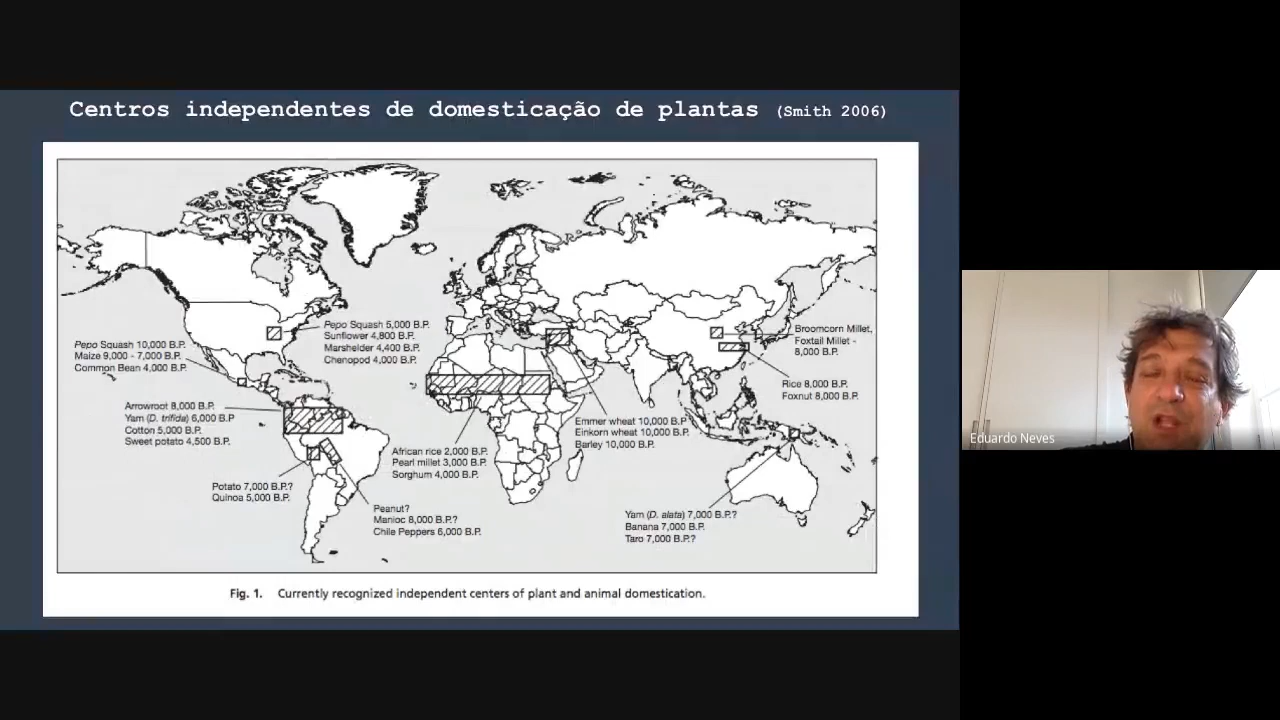 Centros independentes de domesticação de plantas (Smith 2006)
Pepo Squash 5,000 B.P.
Sunflower 4,800 B.P.
Marshelder 4,400 B.P.
Chenopod 4,000 B.P.
Pepo Squash 10,000 B.P.
Maize 9,000 - 7,000 B.P.
Common Bean 4,000 B.P.
Broomcorn Millet,
Foxtail Millet -
8,000 B.P.
Rice 8,000 B.P.
Foxnut 8,000 B.P.
Arrowroot 8,000 B.P.
Yam (D. trifida) 6,000 B.P
Cotton 5,000 B.P.
Sweet potato 4,500 B.P.
Emmer wheat 10,000 B.P
Einkorn wheat 10,000 B.P.
Barley 10,000 B.P.
African rice 2,000 B.P.
Pearl millet 3,000 B.P.
Sorghum 4,000 B.P.
Potato 7,000 B.P.?
Quinoa 5,000 B.P.
Peanut?
Manioc 8,000 B.P.?
Chile Peppers 6,000 B.P.
Yam (D. alata) 7,000 B.P.?
Banana 7,000 B.P.
Taro 7,000 B.P.?
Fig. 1. Currently recognized independent centers of plant and animal domestication.
Eduardo Neves